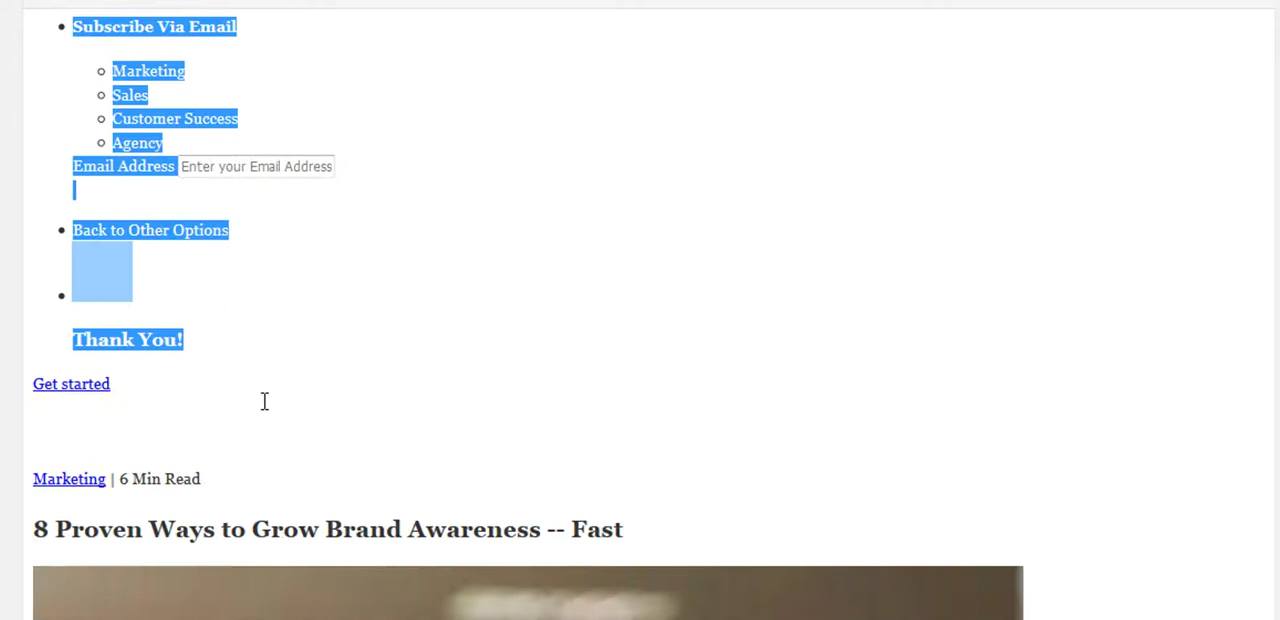 Subscribe Via Email
Marketing
Sales
Customer Success
Agency
Email Address Enter your Email Address
Back to Other Options
Thank You!
Get started
Marketing | 6 Min Read
8 Proven Ways to Grow Brand Awareness -- Fast